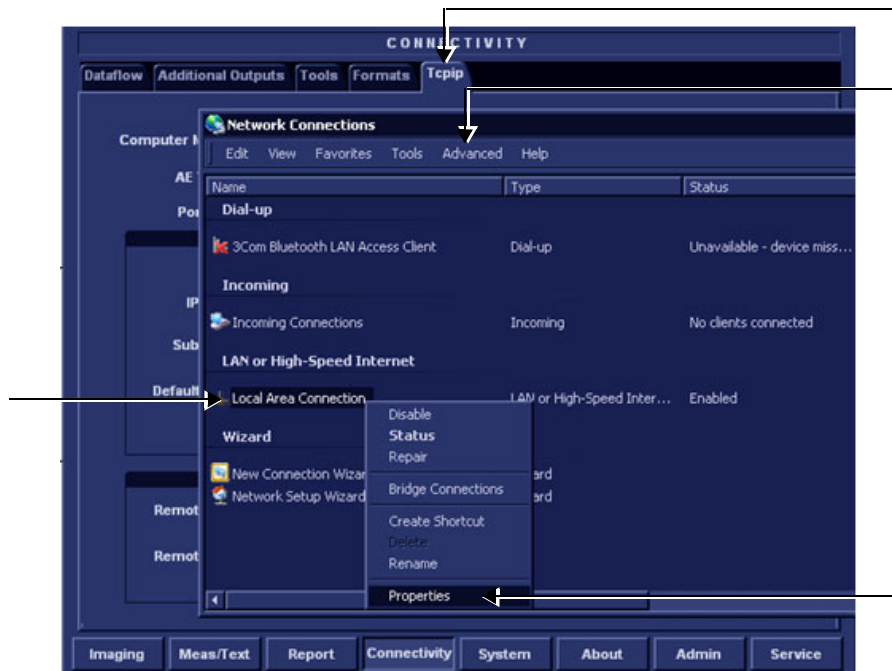 CONNECTIVITY
Dataflow Additional Outputs Tools Formats Tcpip
Network Connections
Computer
Edit View Favorites Tools Advanced Help
AE
Name Type Status
Dial-up
3Com Bluetooth LAN Access Client Dial-up Unavailable - device miss...
Incoming
IP
Incoming Connections Incoming No clients connected
Sub
LAN or High-Speed Internet
Default
Local Area Connection LAN or High-Speed Inter... Enabled
Disable
Wizard
Status
Repair
New Connection Wizar ard
Bridge Connections
Network Setup Wizard ard
Remot
Create Shortcut
Delete
Rename
Remot
Properties
Imaging Meas/Text Report Connectivity System About Admin Service